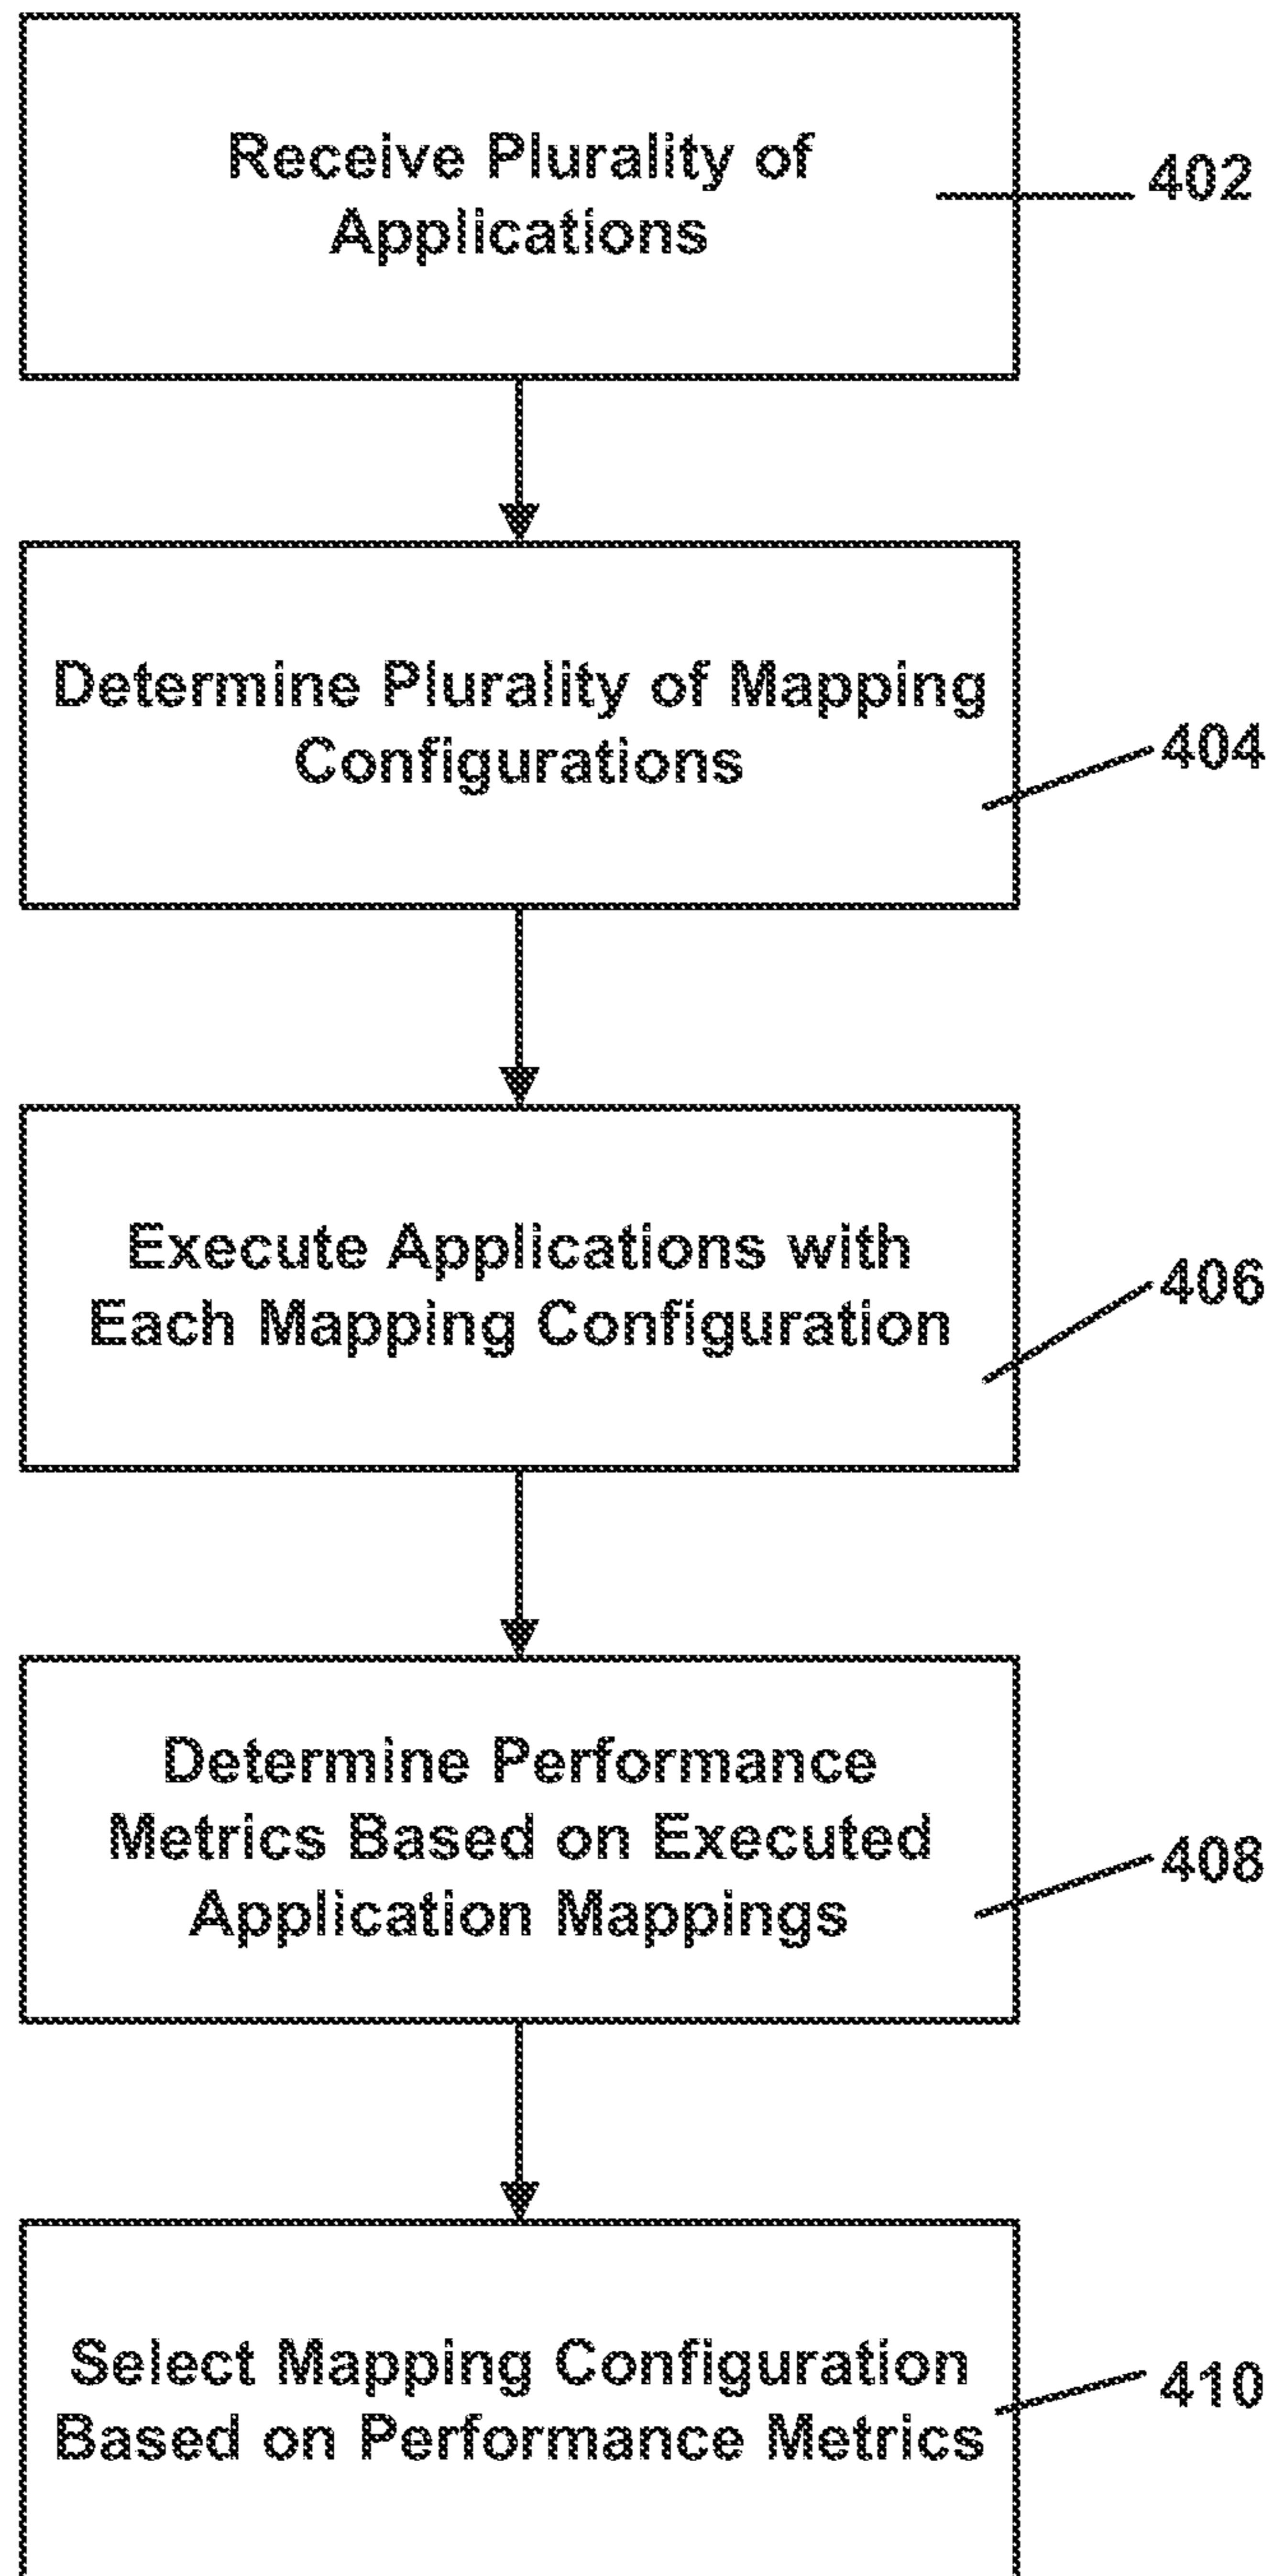 Receive Plurality of
Applications
402
Determine Plurality of Mapping
Configurations
404
Execute Applications with
Each Mapping Configuration
406
Determine Performance
Metrics Based on Executed
Application Mappings
408
Select Mapping Configuration
Based on Performance Metrics
410